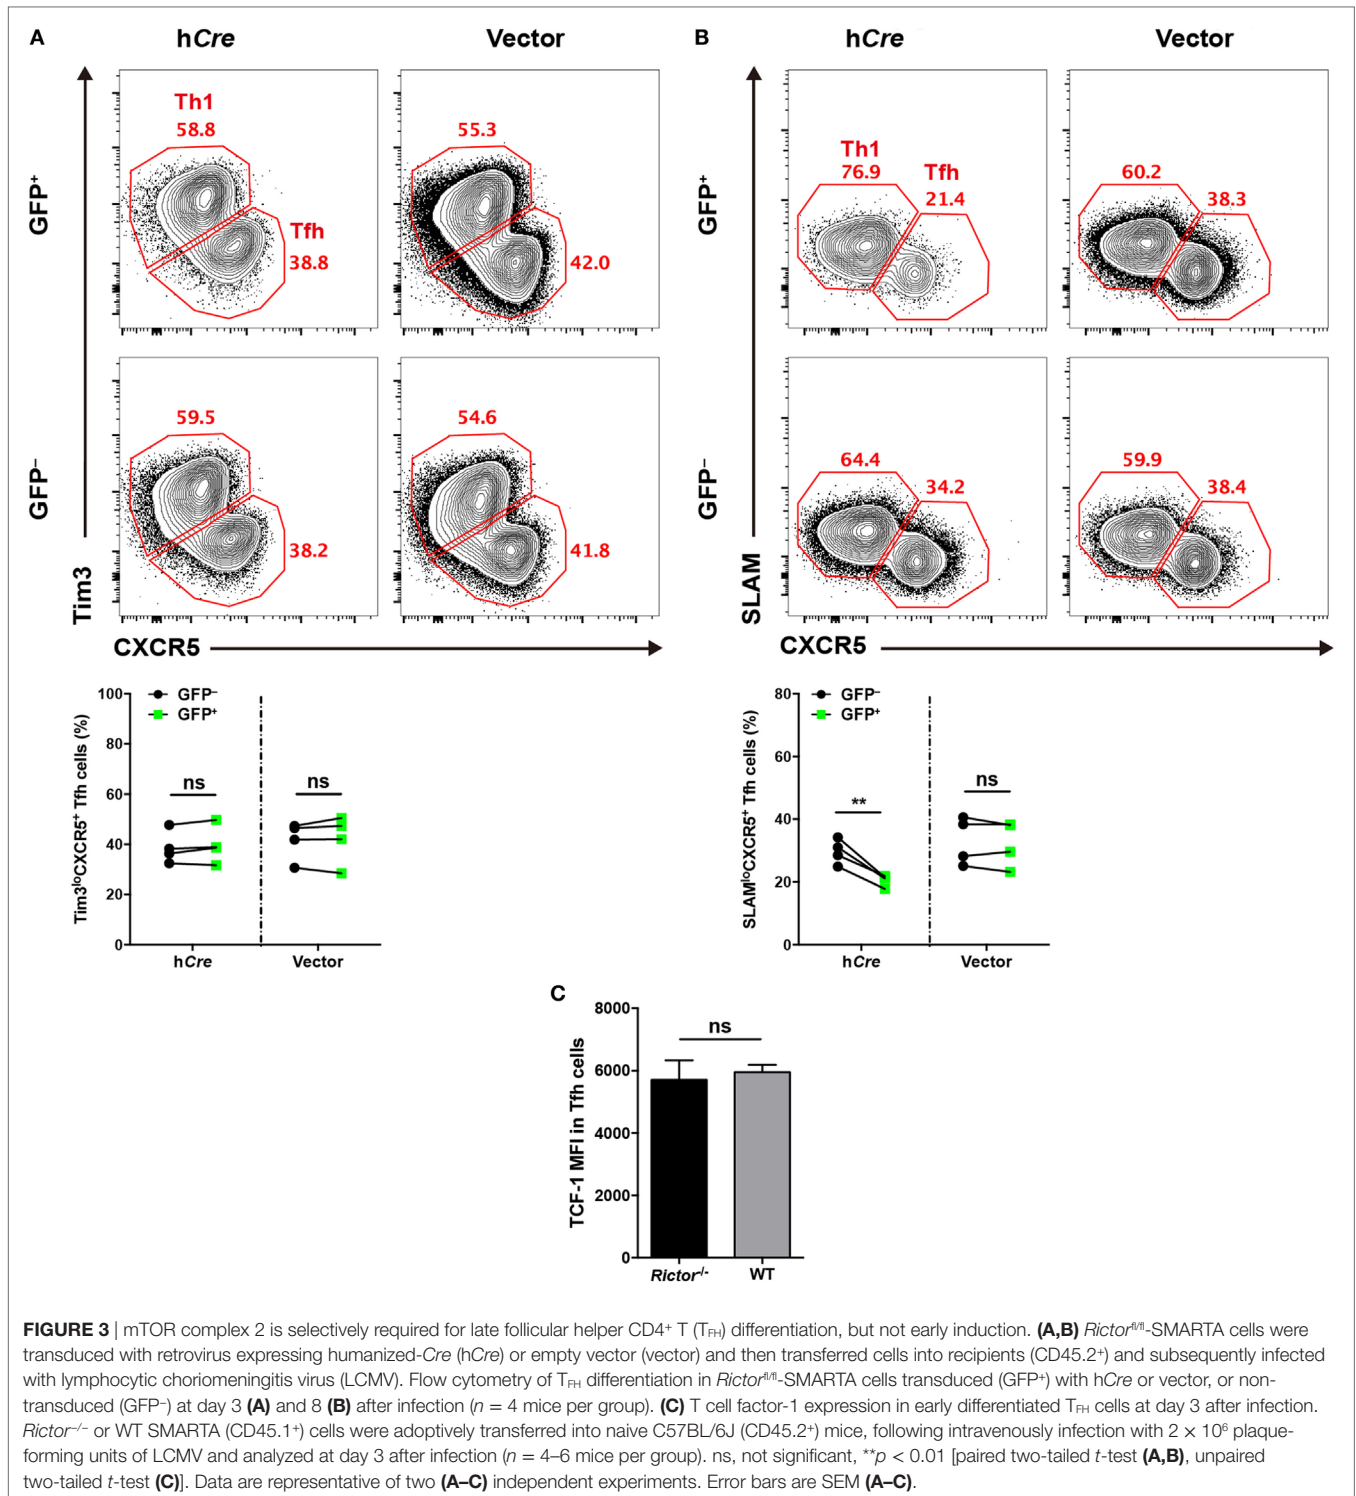 A
hCre
Vector
GFP⁺
Th1
58.8
Tfh
38.8
55.3
42.0
GFP⁻
59.5
38.2
54.6
41.8
Tim3
CXCR5
B
hCre
Vector
GFP⁺
Th1
76.9
Tfh
21.4
60.2
38.3
GFP⁻
64.4
34.2
59.9
38.4
SLAM
CXCR5
Tim3ˡᵒCXCR5⁺ Tfh cells (%)
100
80
60
40
20
0
GFP⁻
GFP⁺
ns
ns
hCre
Vector
SLAMˡᵒCXCR5⁺ Tfh cells (%)
80
60
40
20
0
GFP⁻
GFP⁺
**
ns
hCre
Vector
C
TCF-1 MFI in Tfh cells
8000
6000
4000
2000
0
ns
Rictor⁻/⁻
WT
FIGURE 3 | mTOR complex 2 is selectively required for late follicular helper CD4⁺ T (TFH) differentiation, but not early induction. (A,B) Rictorᶠˡ/ᶠˡ-SMARTA cells were
transduced with retrovirus expressing humanized-Cre (hCre) or empty vector (vector) and then transferred cells into recipients (CD45.2⁺) and subsequently infected
with lymphocytic choriomeningitis virus (LCMV). Flow cytometry of TFH differentiation in Rictorᶠˡ/ᶠˡ-SMARTA cells transduced (GFP⁺) with hCre or vector, or non-
transduced (GFP⁻) at day 3 (A) and 8 (B) after infection (n = 4 mice per group). (C) T cell factor-1 expression in early differentiated TFH cells at day 3 after infection.
Rictor⁻/⁻ or WT SMARTA (CD45.1⁺) cells were adoptively transferred into naive C57BL/6J (CD45.2⁺) mice, following intravenously infection with 2 × 10⁶ plaque-
forming units of LCMV and analyzed at day 3 after infection (n = 4–6 mice per group). ns, not significant, **p < 0.01 [paired two-tailed t-test (A,B), unpaired
two-tailed t-test (C)]. Data are representative of two (A–C) independent experiments. Error bars are SEM (A–C).